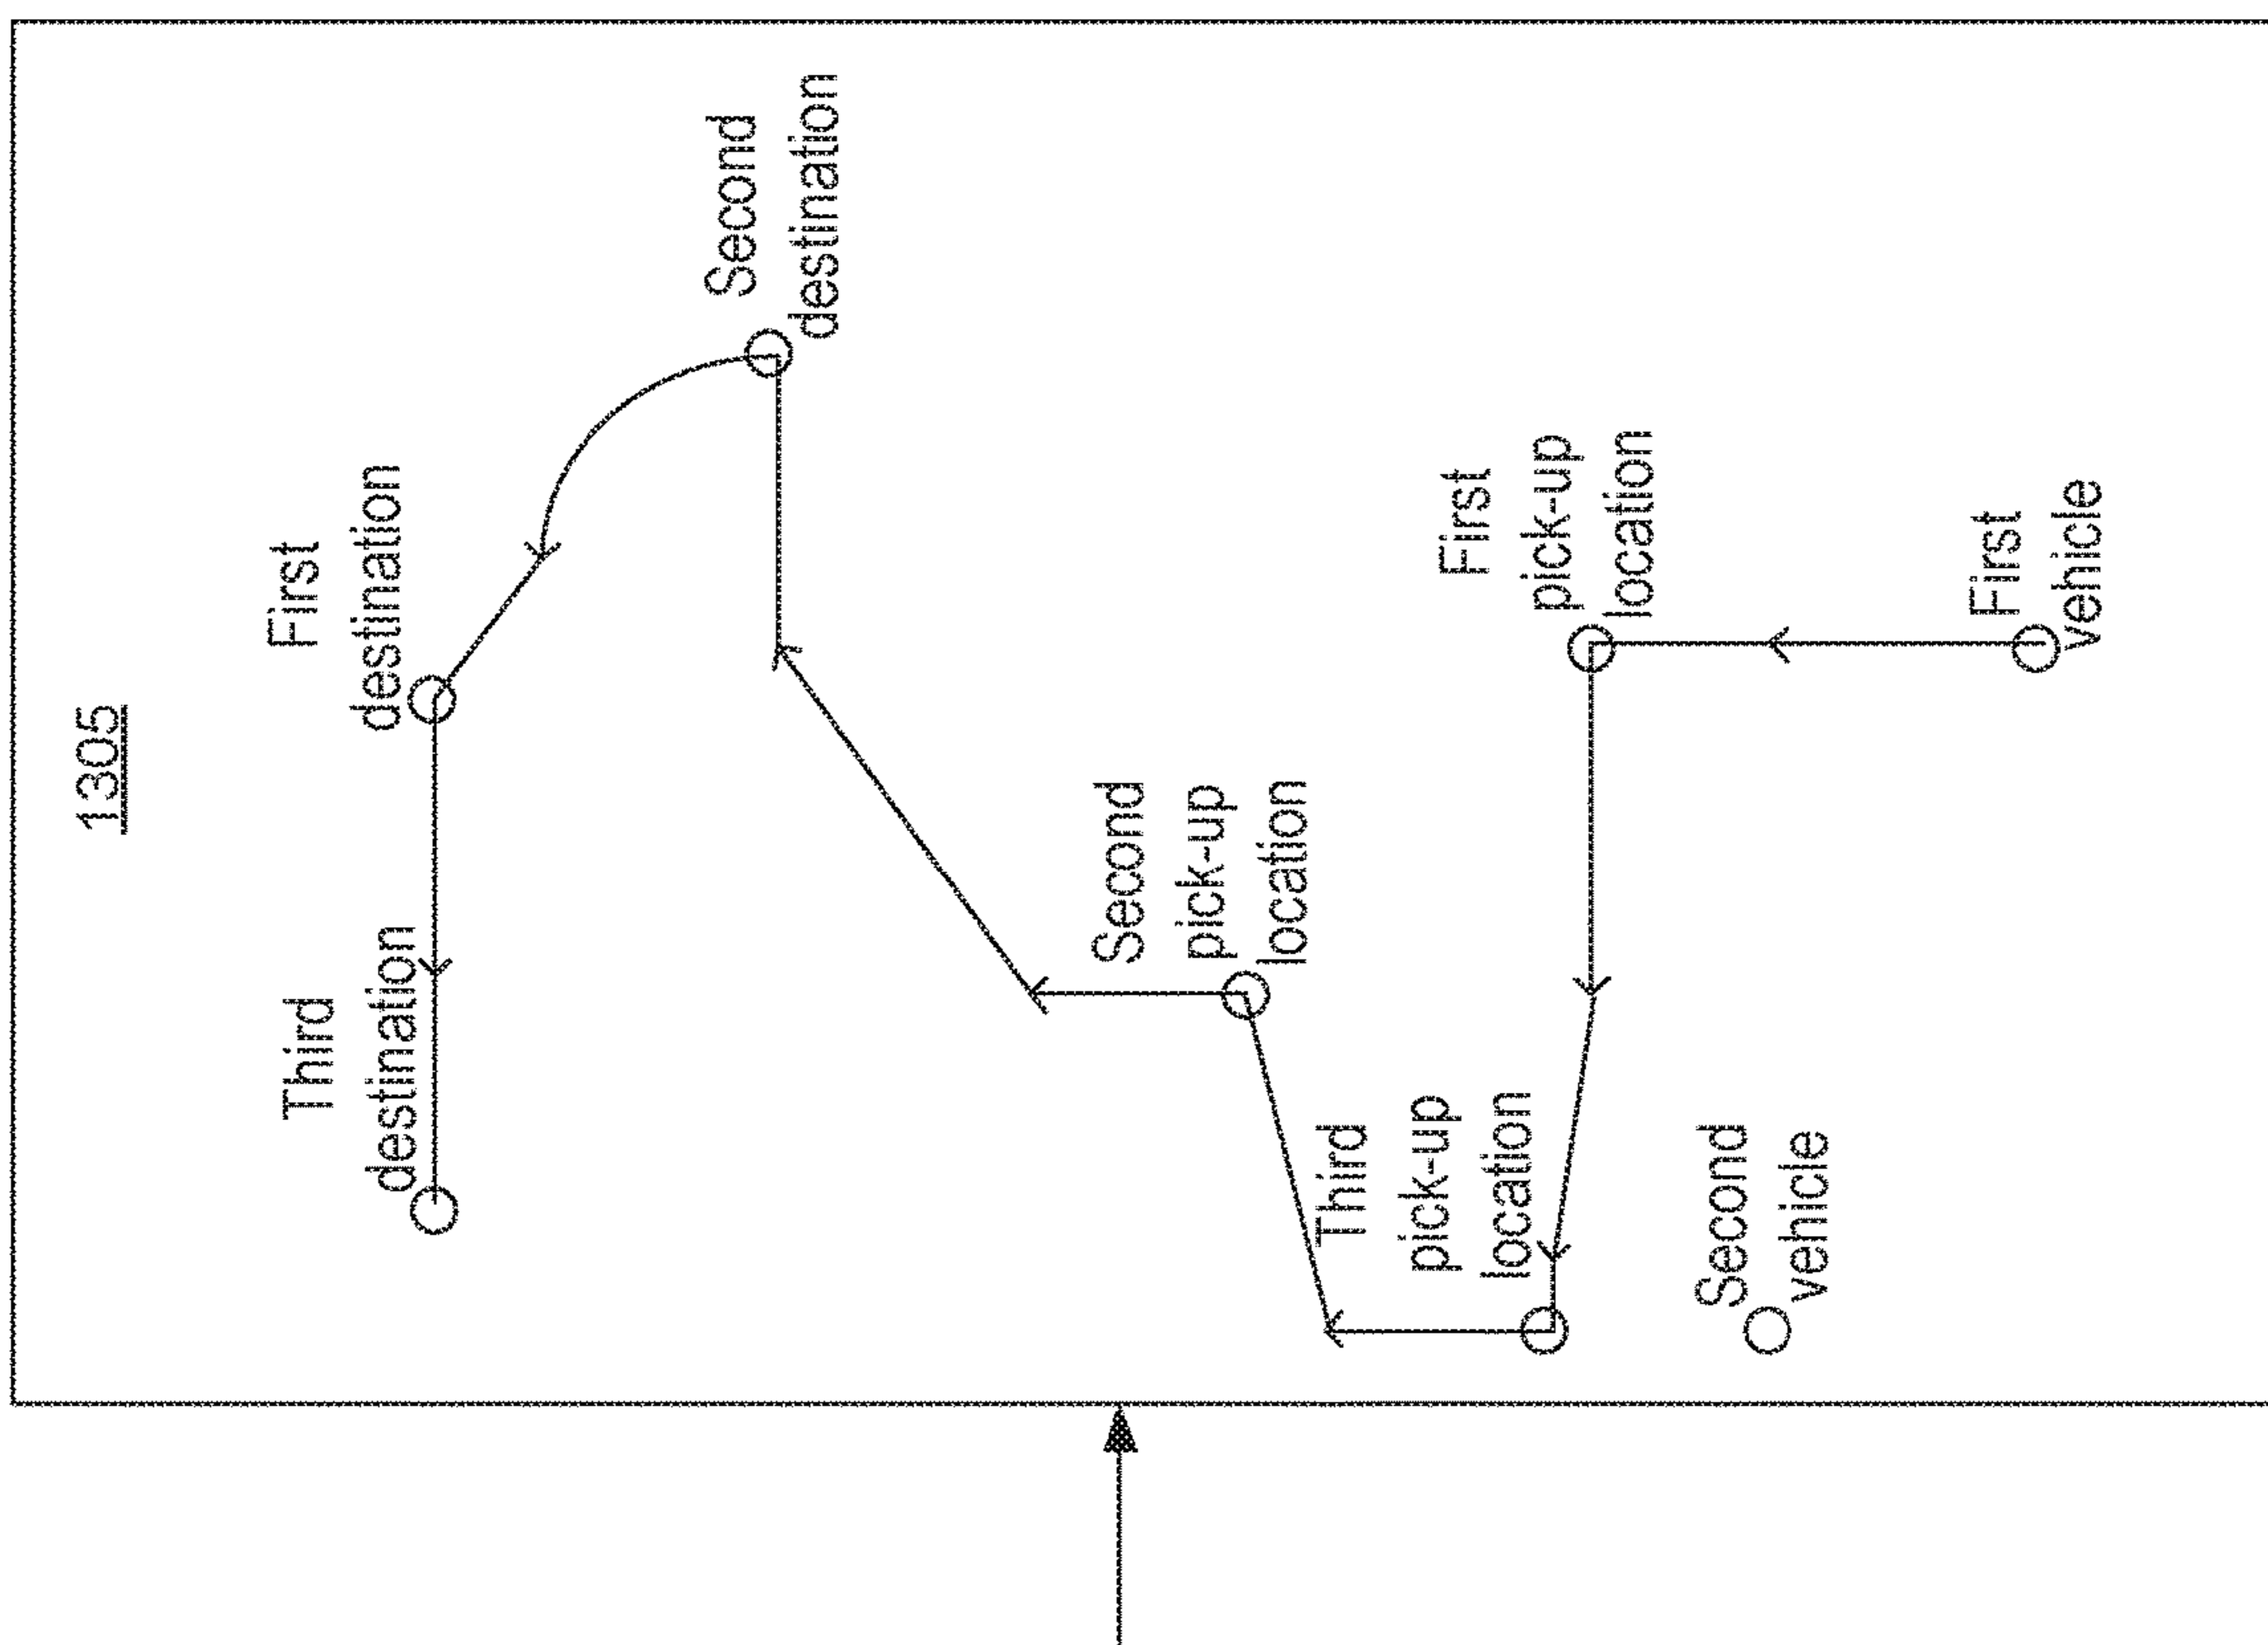 1305
Third
destination
First
destination
Second
destination
Second
pick-up
location
Third
pick-up
location
First
pick-up
location
Second
vehicle
First
vehicle